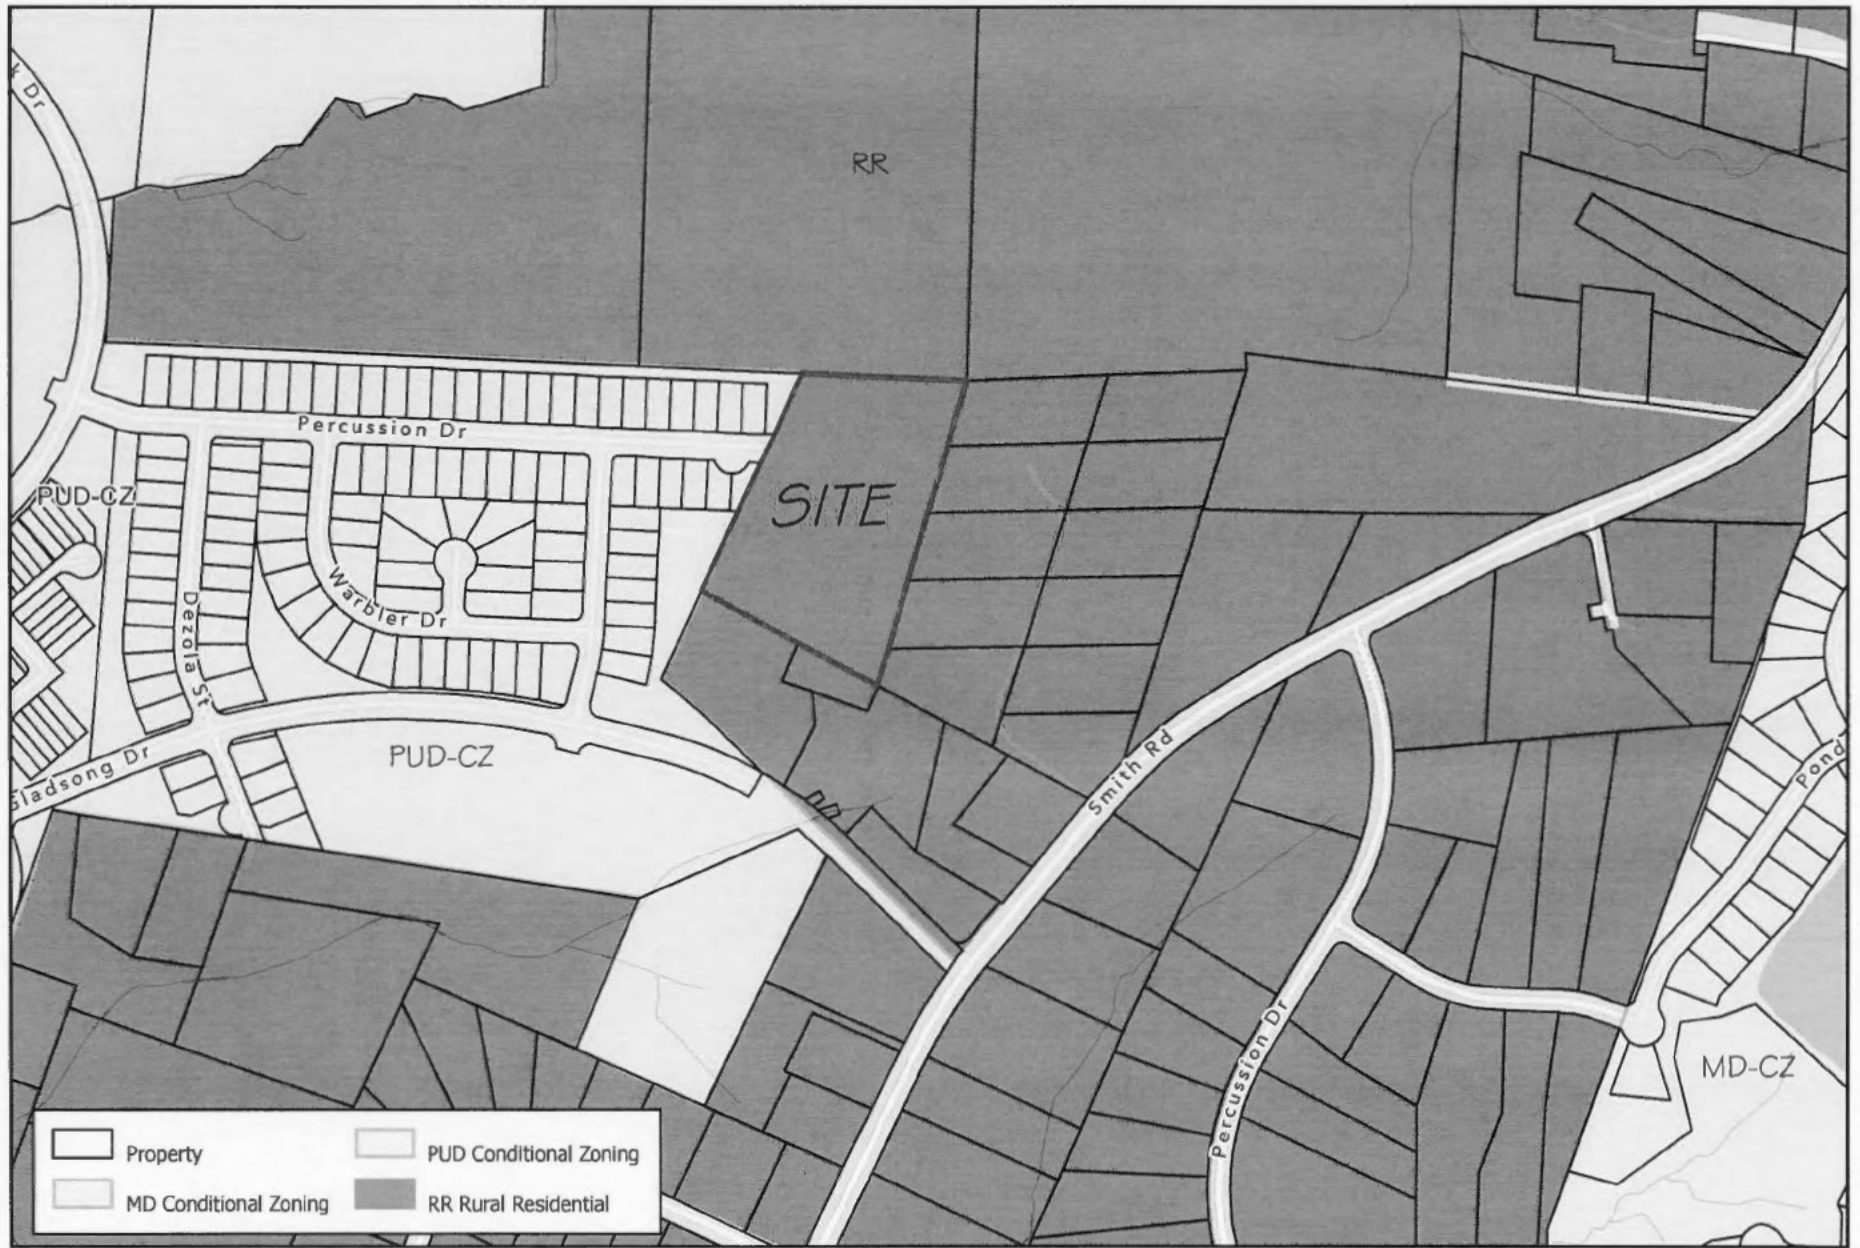 k Dr
RR
Percussion Dr
PUD-CZ
SITE
Warbler Dr
Dezola St
Smith Rd
PUD-CZ
Gladsong Dr
Pond
Percussion Dr
MD-CZ
Property
PUD Conditional Zoning
MD Conditional Zoning
RR Rural Residential